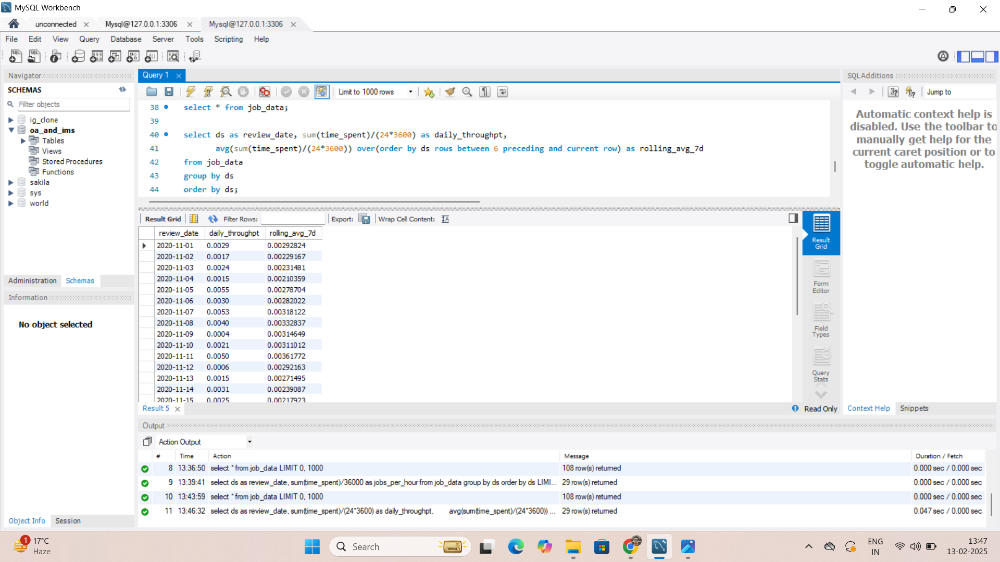 MySQL Workbench
unconnected
Mysql@127.0.0.1:3306
Mysql@127.0.0.1:3306
File Edit View Query Database Server Tools Scripting Help
Navigator
SCHEMAS
Filter objects
ig_clone
oa_and_ims
Tables
Views
Stored Procedures
Functions
sakila
sys
world
Administration Schemas
Information
No object selected
Object Info Session
Query 1
Limit to 1000 rows
38 select * from job_data;
39
40 select ds as review_date, sum(time_spent)/(24*3600) as daily_throughpt,
41 avg(sum(time_spent)/(24*3600)) over(order by ds rows between 6 preceding and current row) as rolling_avg_7d
42 from job_data
43 group by ds
44 order by ds;
Result Grid Filter Rows: Export: Wrap Cell Content:
review_date daily_throughpt rolling_avg_7d
2020-11-01 0.0029 0.00292824
2020-11-02 0.0017 0.00229167
2020-11-03 0.0024 0.00231481
2020-11-04 0.0015 0.00210359
2020-11-05 0.0055 0.00278704
2020-11-06 0.0030 0.00282022
2020-11-07 0.0053 0.00318122
2020-11-08 0.0040 0.00332837
2020-11-09 0.0004 0.00314649
2020-11-10 0.0021 0.00311012
2020-11-11 0.0050 0.00361772
2020-11-12 0.0006 0.00292163
2020-11-13 0.0015 0.00271495
2020-11-14 0.0031 0.00239087
2020-11-15 0.0025 0.00217923
Result
Grid
Form
Editor
Field
Types
Query
Stats
Result 5
Read Only
SQLAdditions
Jump to
Automatic context help is
disabled. Use the toolbar to
manually get help for the
current caret position or to
toggle automatic help.
Context Help Snippets
Output
Action Output
# Time Action Message Duration / Fetch
8 13:36:50 select * from job_data LIMIT 0, 1000 108 row(s) returned 0.000 sec / 0.000 sec
9 13:39:41 select ds as review_date, sum(time_spent)/36000 as jobs_per_hour from job_data group by ds order by ds LIMI... 29 row(s) returned 0.000 sec / 0.000 sec
10 13:43:59 select * from job_data LIMIT 0, 1000 108 row(s) returned 0.000 sec / 0.000 sec
11 13:46:32 select ds as review_date, sum(time_spent)/(24*3600) as daily_throughpt, avg(sum(time_spent)/(24*3600)) ... 29 row(s) returned 0.047 sec / 0.000 sec
1
17°C
Haze
Search
ENG
IN
13:47
13-02-2025